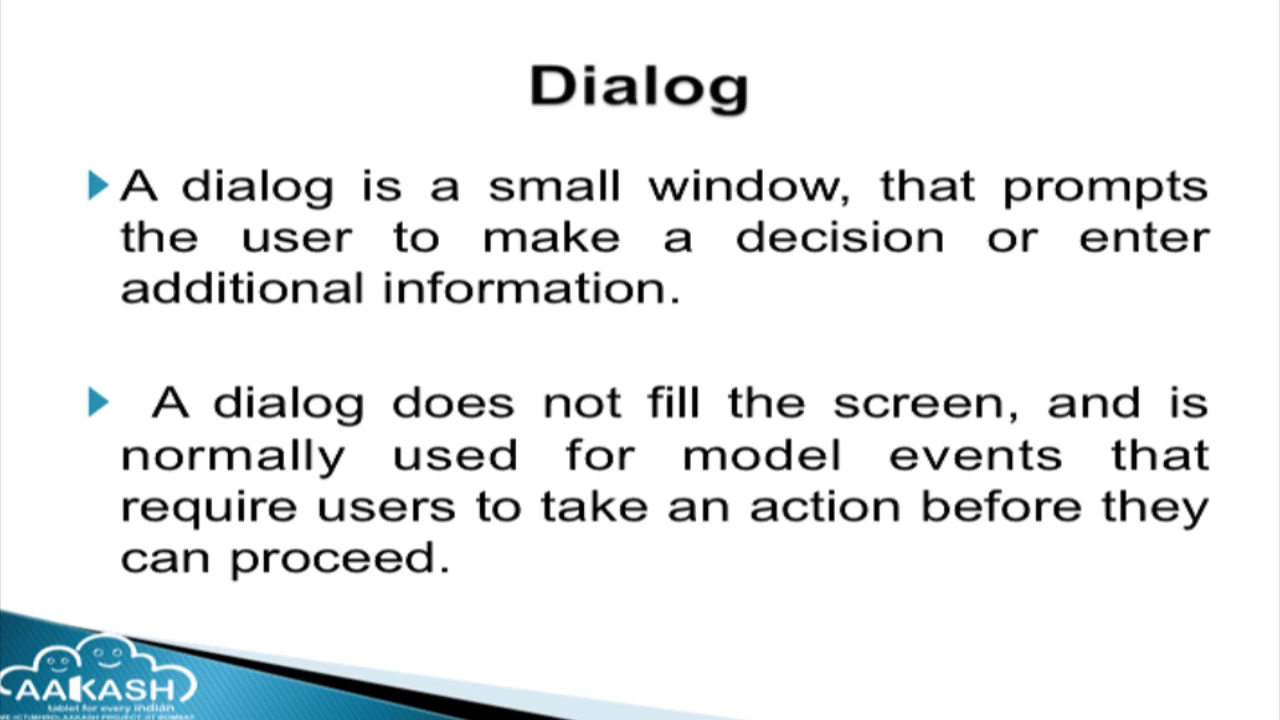 Dialog
A dialog is a small window, that prompts
the user to make a decision or enter
additional information.
A dialog does not fill the screen, and is
normally used for model events that
require users to take an action before they
can proceed.
AAKASH
tablet for every indian